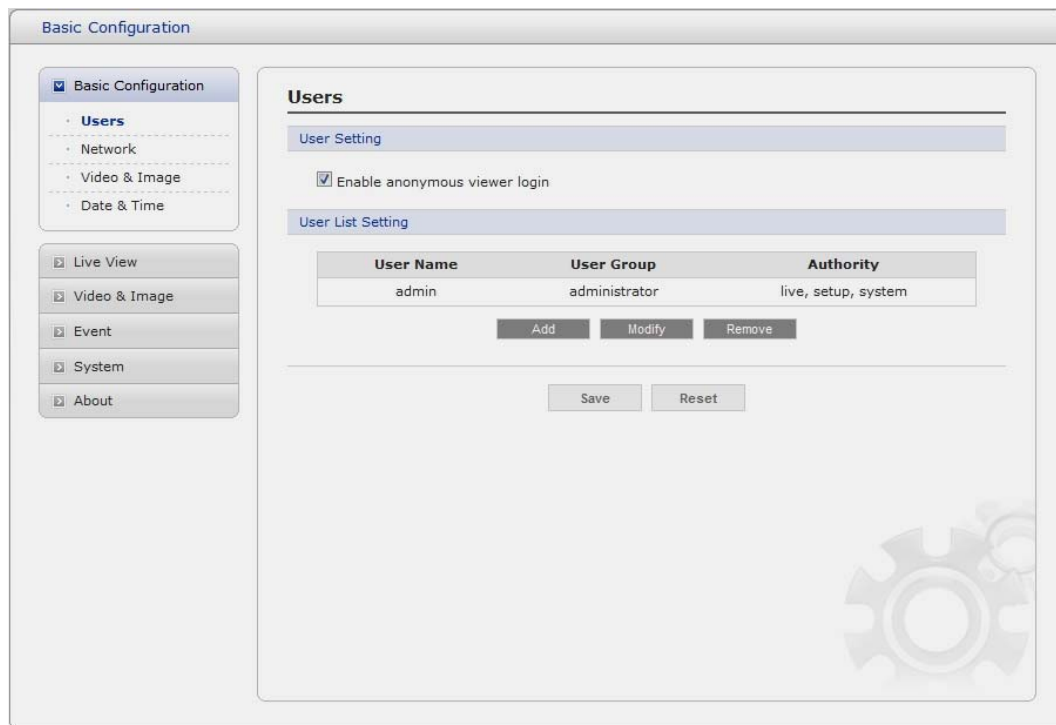 Basic Configuration
Basic Configuration
Users
Network
Video & Image
Date & Time
Live View
Video & Image
Event
System
About
Users
User Setting
Enable anonymous viewer login
User List Setting
User Name User Group Authority
admin administrator live, setup, system
Add Modify Remove
Save Reset